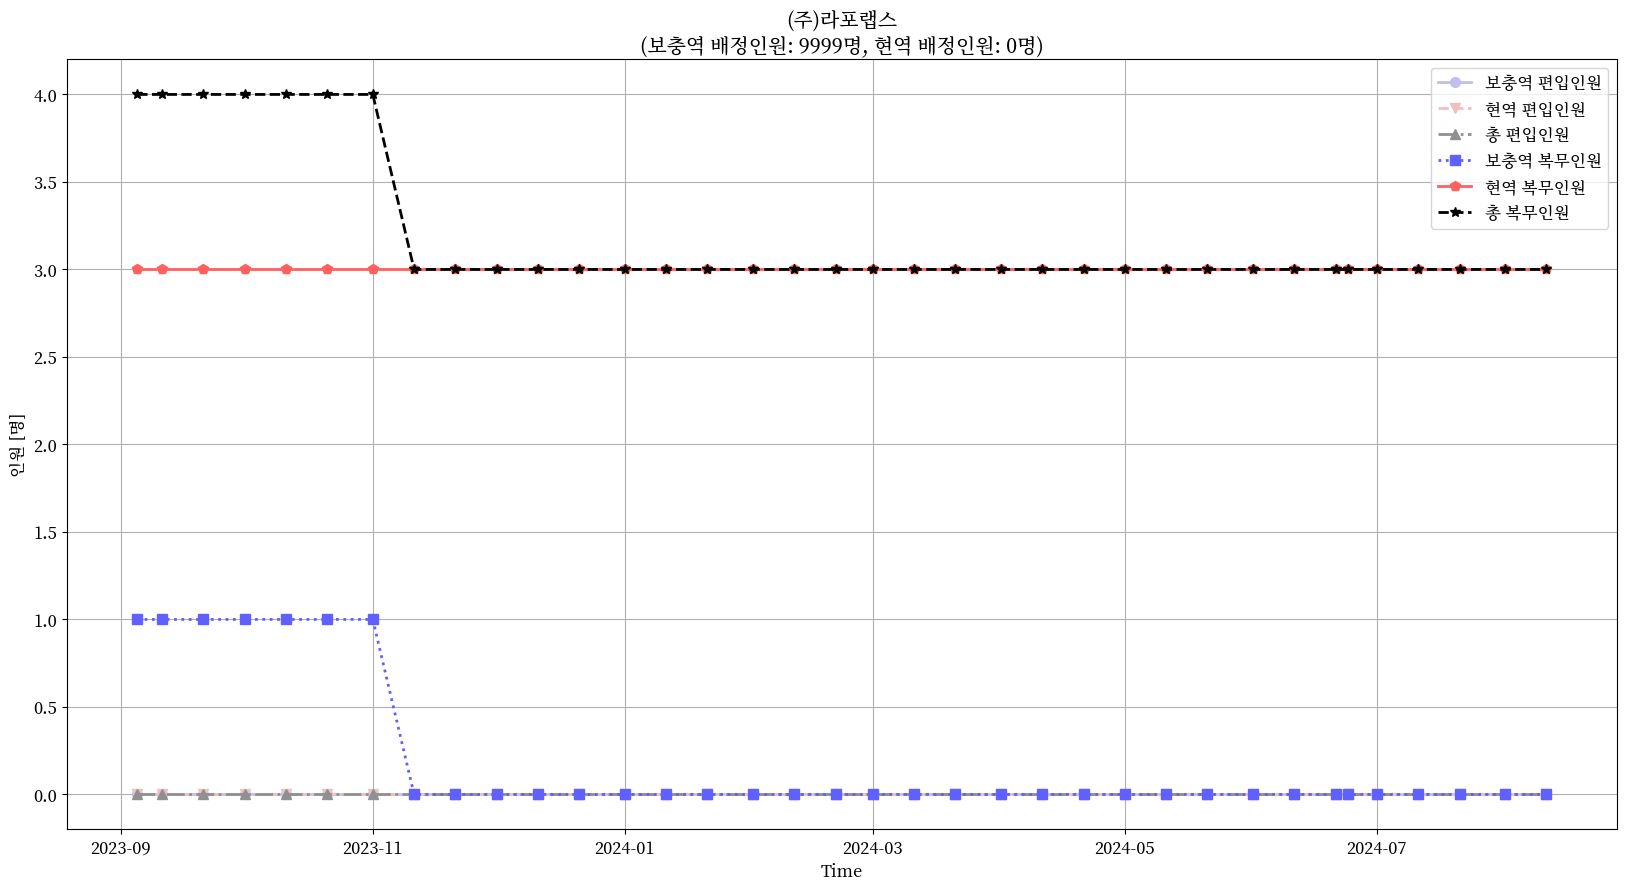 (주)라포랩스
(보충역 배정인원: 9999명, 현역 배정인원: 0명)
보충역 편입인원
현역 편입인원
총 편입인원
보충역 복무인원
현역 복무인원
총 복무인원
인원 [명]
4.0
3.5
3.0
2.5
2.0
1.5
1.0
0.5
0.0
2023-09 2023-11 2024-01 2024-03 2024-05 2024-07
Time